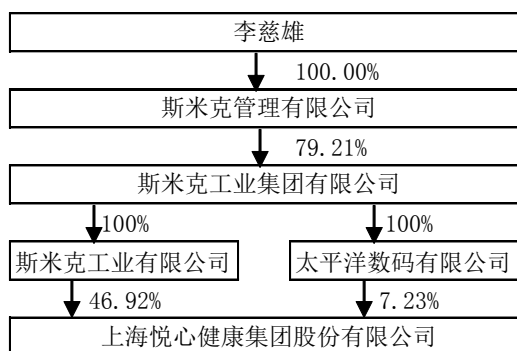 李慈雄
100.00%
斯米克管理有限公司
79.21%
斯米克工业集团有限公司
100%
100%
斯米克工业有限公司
太平洋数码有限公司
46.92%
7.23%
上海悦心健康集团股份有限公司